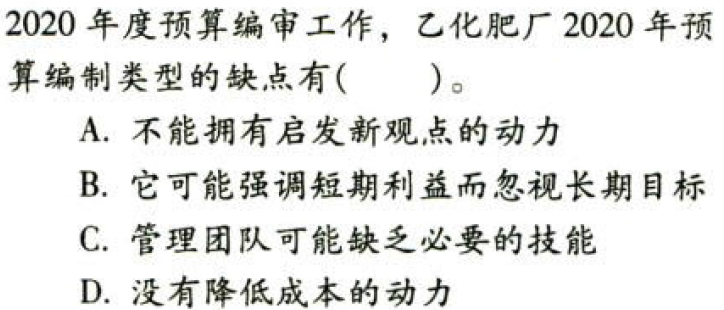 2020 年度预算编审工作，乙化肥厂 2020 年预
算编制类型的缺点有(　　)。
A. 不能拥有启发新观点的动力
B. 它可能强调短期利益而忽视长期目标
C. 管理团队可能缺乏必要的技能
D. 没有降低成本的动力